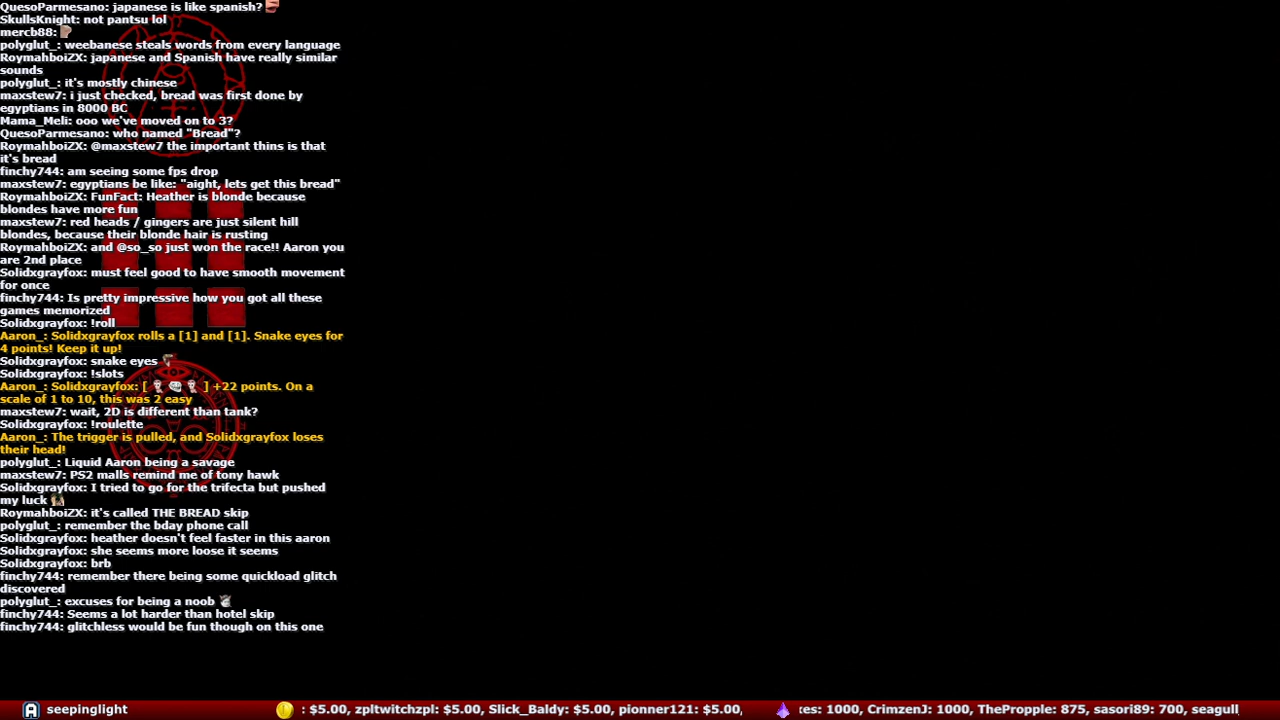 QuesoParmesano: japanese is like spanish?
SkullsKnight: not pantsu lol
mercb88:
polyglut_: weebanese steals words from every language
RoymahboiZX: japanese and Spanish have really similar
sounds
polyglut_: it's mostly chinese
maxstew7: i just checked, bread was first done by
egyptians in 8000 BC
Mama_Meli: ooo we've moved on to 3?
QuesoParmesano: who named "Bread"?
RoymahboiZX: @maxstew7 the important thins is that
it's bread
finchy744: am seeing some fps drop
maxstew7: egyptians be like: "aight, lets get this bread"
RoymahboiZX: FunFact: Heather is blonde because
blondes have more fun
maxstew7: red heads / gingers are just silent hill
blondes, because their blonde hair is rusting
RoymahboiZX: and @so_so just won the race!! Aaron you
are 2nd place
Solidxgrayfox: must feel good to have smooth movement
for once
finchy744: Is pretty impressive how you got all these
games memorized
Solidxgrayfox: !roll
Aaron_: Solidxgrayfox rolls a [1] and [1]. Snake eyes for
4 points! Keep it up!
Solidxgrayfox: snake eyes
Solidxgrayfox: !slots
Aaron_: Solidxgrayfox: [ ] +22 points. On a
scale of 1 to 10, this was 2 easy
maxstew7: wait, 2D is different than tank?
Solidxgrayfox: !roulette
Aaron_: The trigger is pulled, and Solidxgrayfox loses
their head!
polyglut_: Liquid Aaron being a savage
maxstew7: PS2 malls remind me of tony hawk
Solidxgrayfox: I tried to go for the trifecta but pushed
my luck
RoymahboiZX: it's called THE BREAD skip
polyglut_: remember the bday phone call
Solidxgrayfox: heather doesn't feel faster in this aaron
Solidxgrayfox: she seems more loose it seems
Solidxgrayfox: brb
finchy744: remember there being some quickload glitch
discovered
polyglut_: excuses for being a noob
finchy744: Seems a lot harder than hotel skip
finchy744: glitchless would be fun though on this one
A seepinglight : $5.00, zpltwitchzpl: $5.00, Slick_Baldy: $5.00, pionner121: $5.00, es: 1000, CrimzenJ: 1000, ThePropple: 875, sasori89: 700, seagull